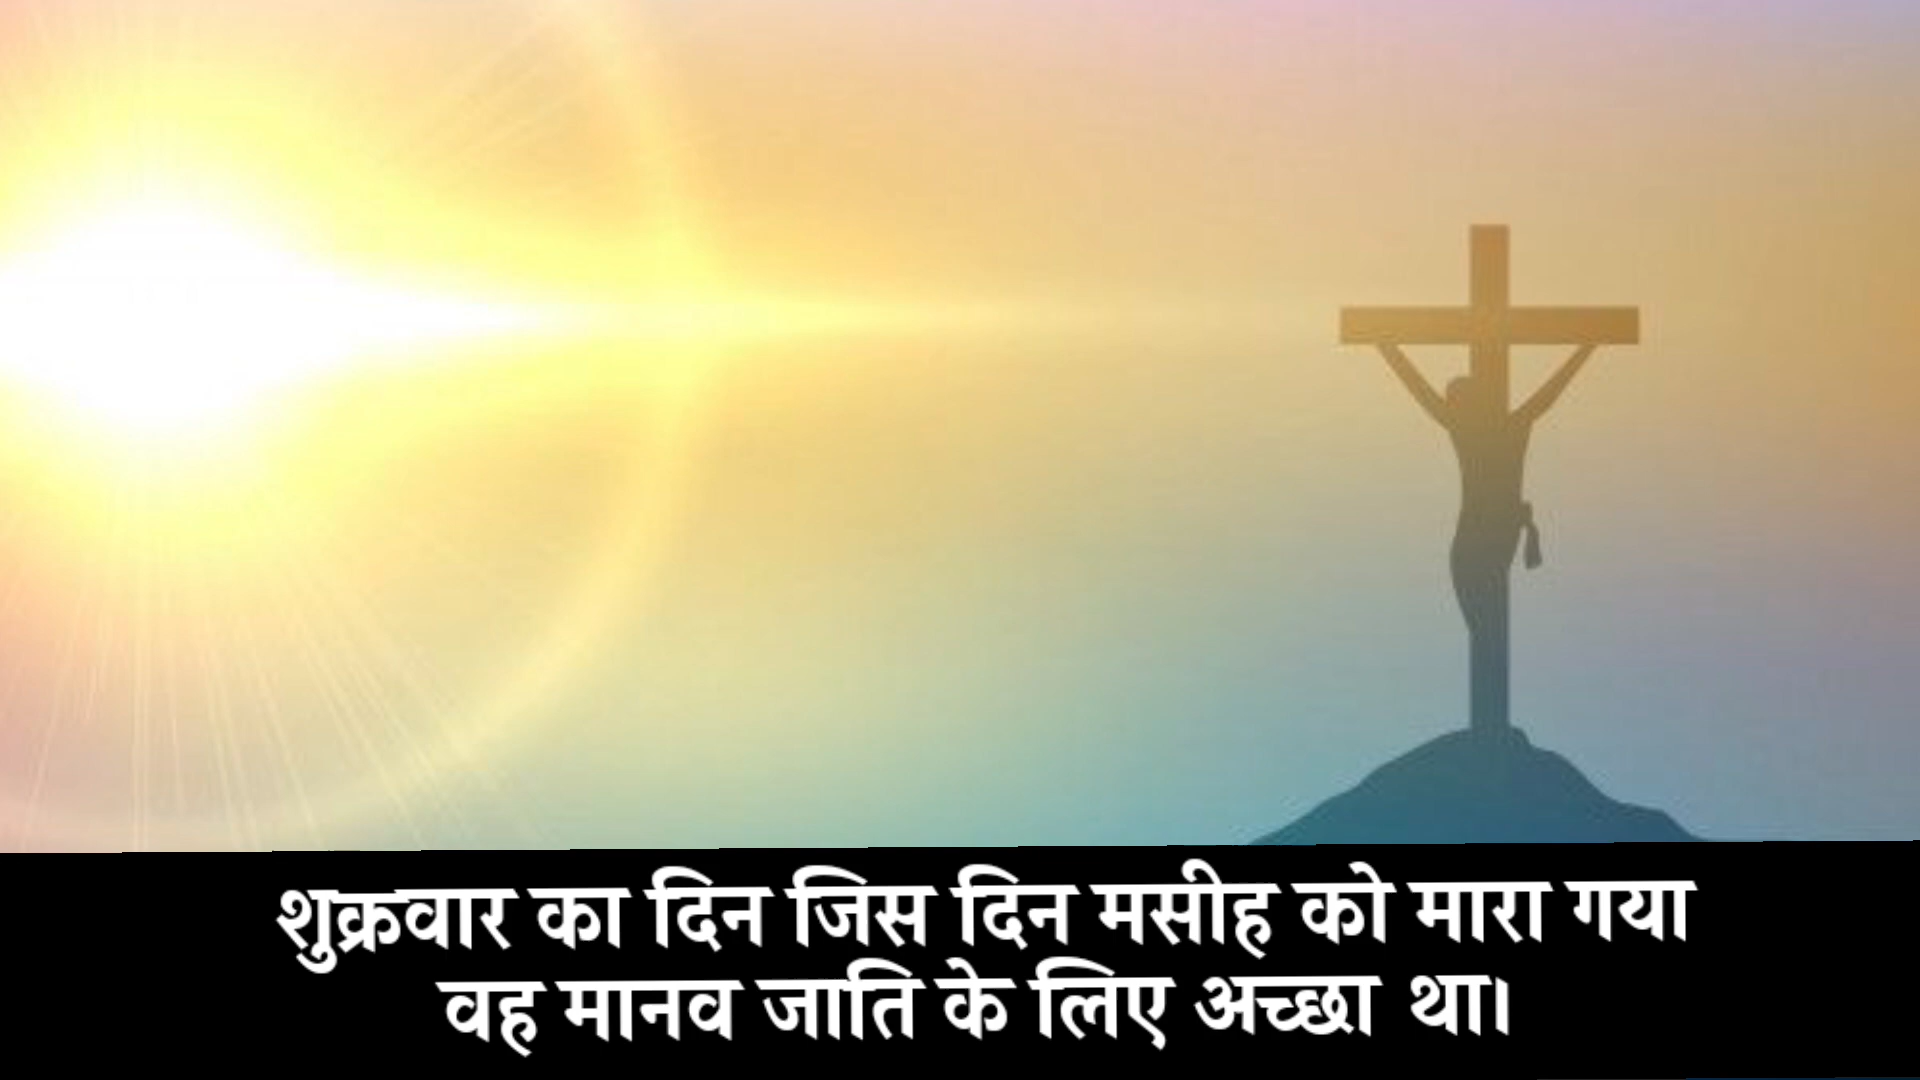 शुक्रवार का दिन जिस दिन मसीह को मारा गया
वह मानव जाति के लिए अच्छा था।